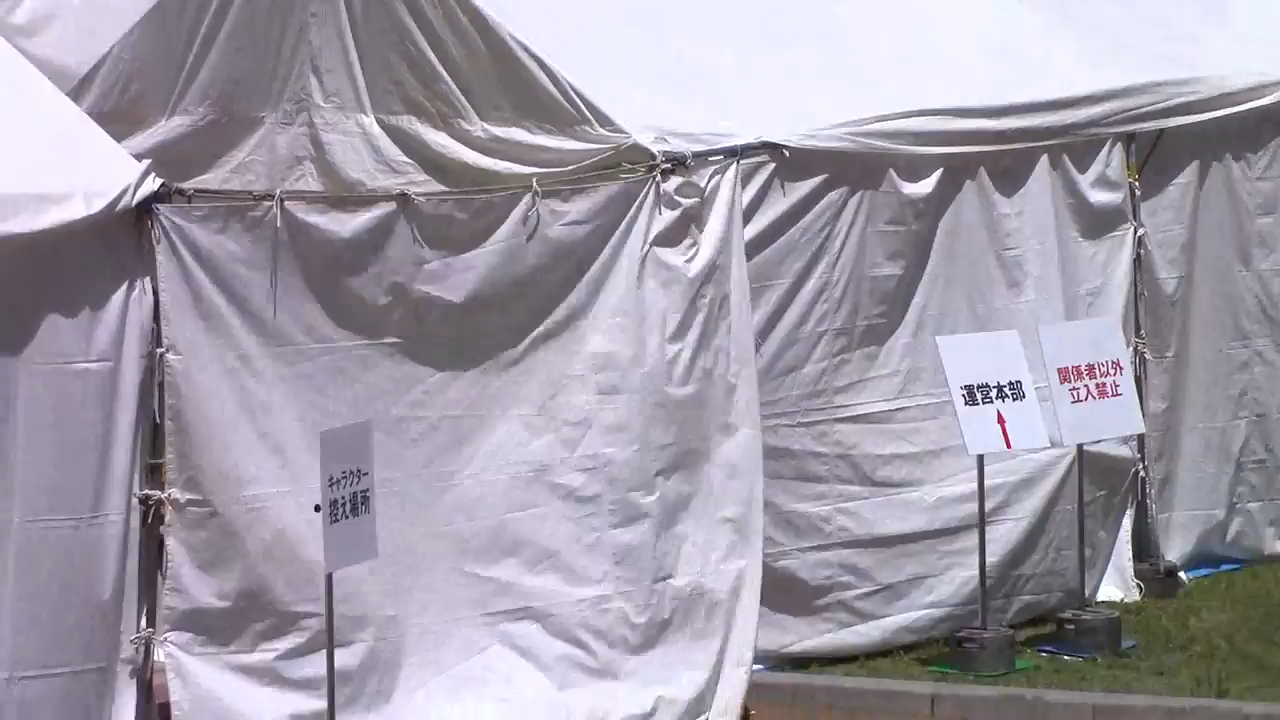 キャラクター
控え場所
運営本部
関係者以外
立入禁止